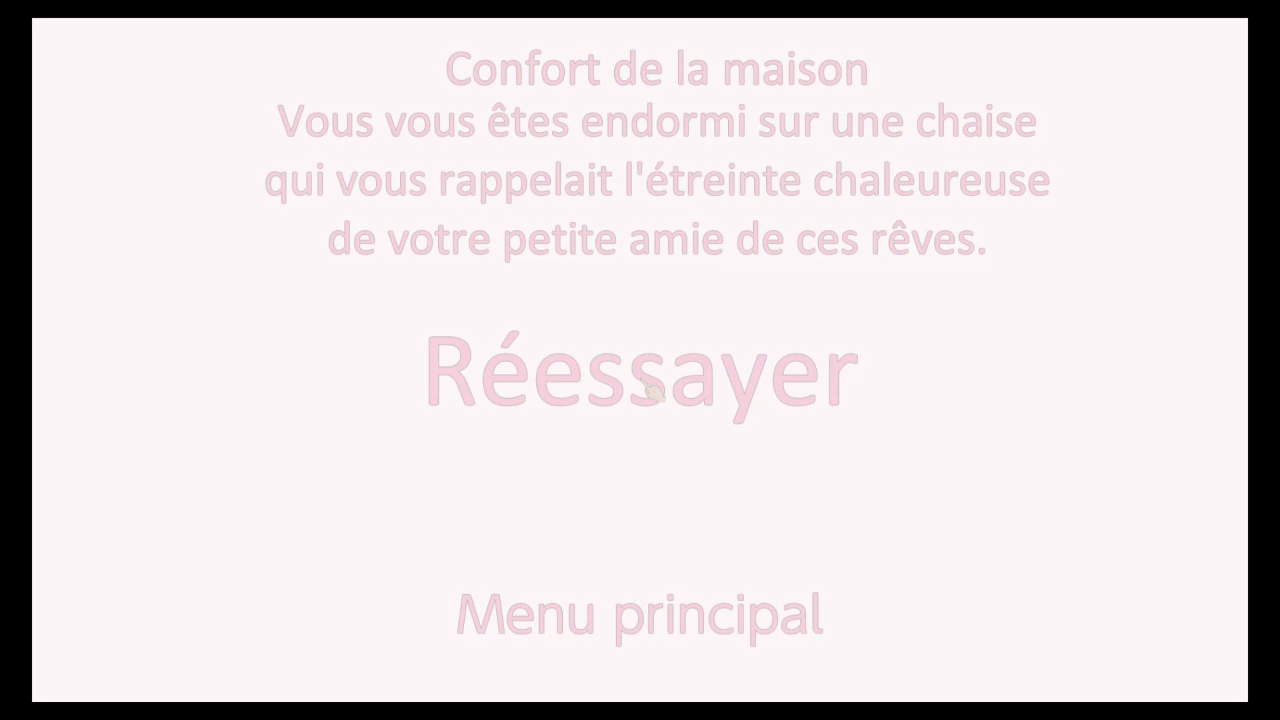 Confort de la maison
Vous vous êtes endormi sur une chaise
qui vous rappelait l'étreinte chaleureuse
de votre petite amie de ces rêves.
Réessayer
Menu principal